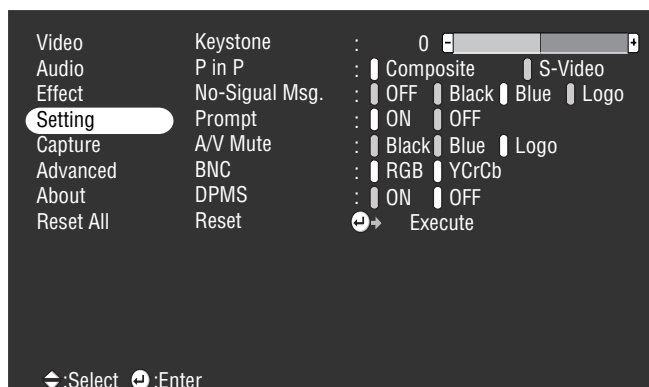 Video Keystone : 0 - +
Audio P in P : Composite S-Video
Effect No-Sigual Msg. : OFF Black Blue Logo
Setting Prompt : ON OFF
Capture A/V Mute : Black Blue Logo
Advanced BNC : RGB YCrCb
About DPMS : ON OFF
Reset All Reset Execute
:Select :Enter